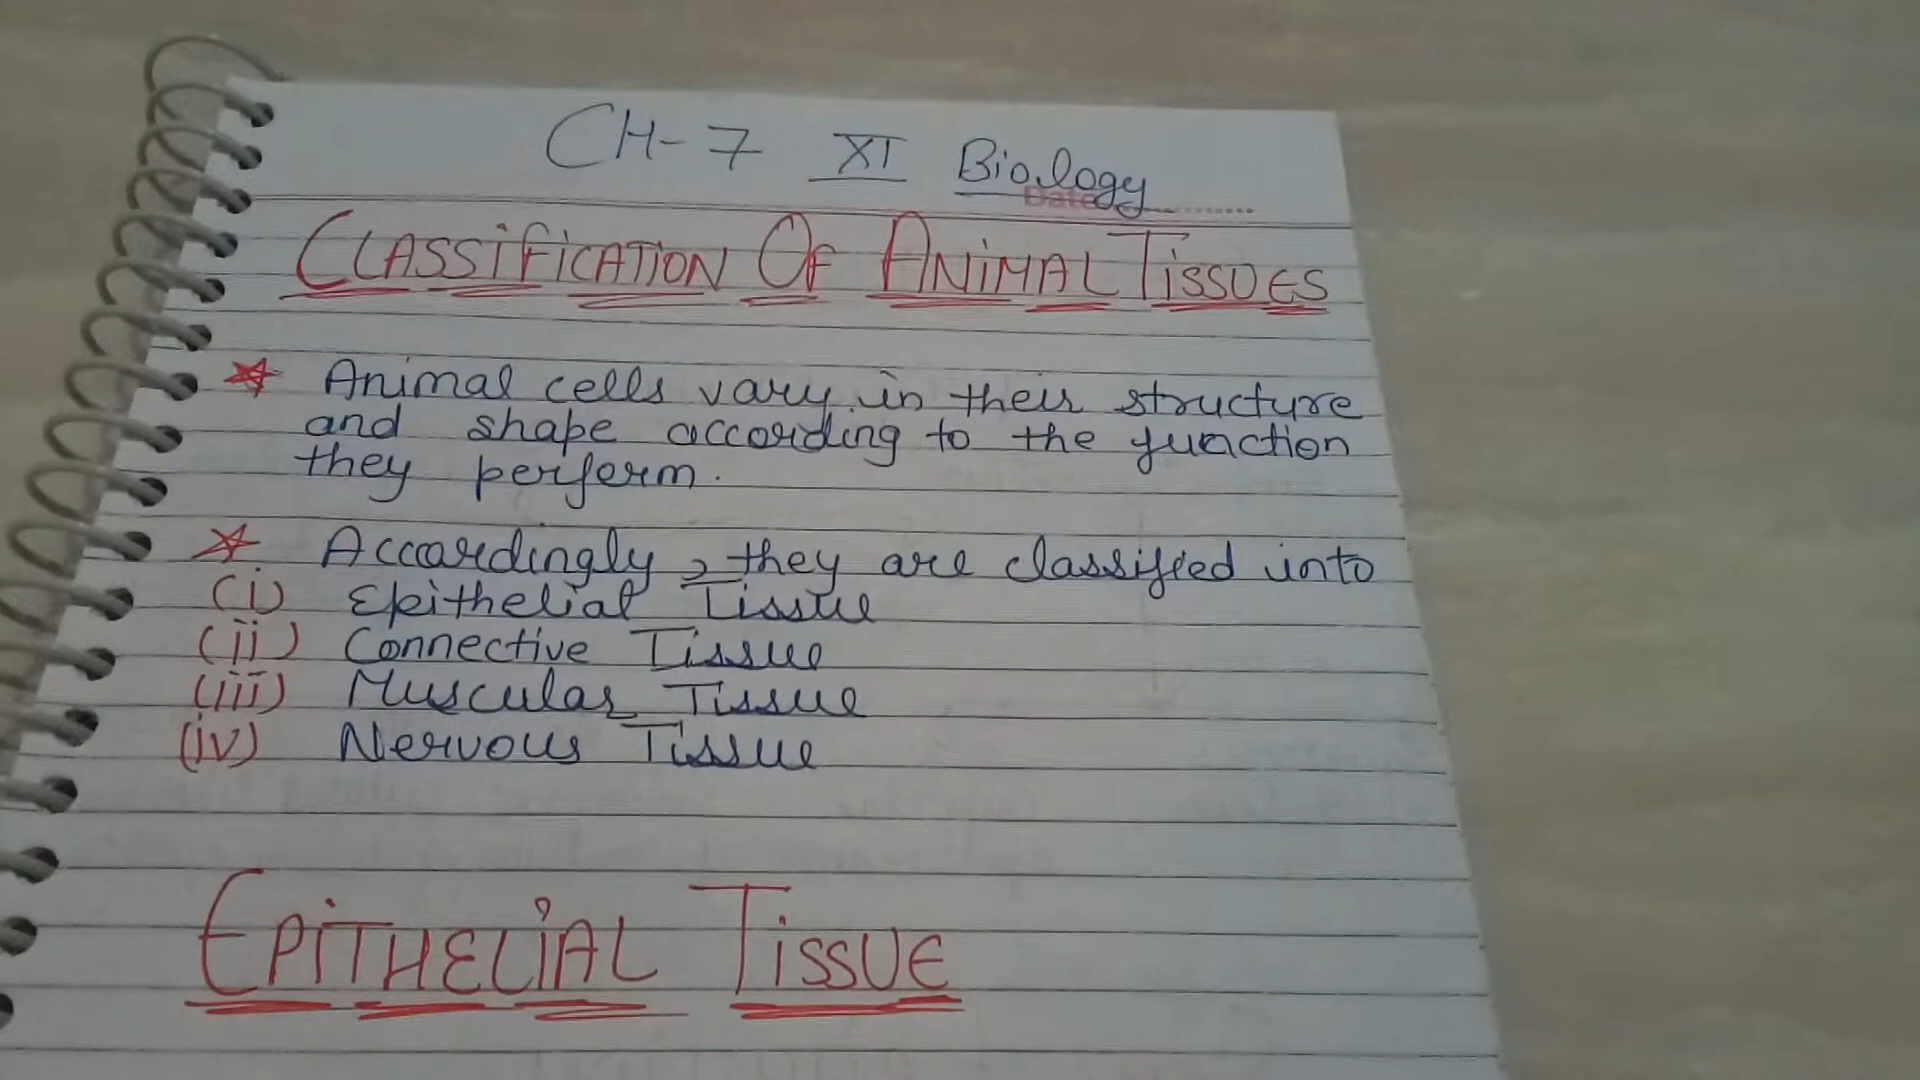 CH-7 XI Biology
Date
CLASSIFICATION OF ANIMAL TISSUES
Animal cells vary in their structure
and shape according to the function
they perform.
Accordingly, they are classified into
(i) Epithelial Tissue
(ii) Connective Tissue
(iii) Muscular Tissue
(iv) Nervous Tissue
EPITHELIAL TISSUE